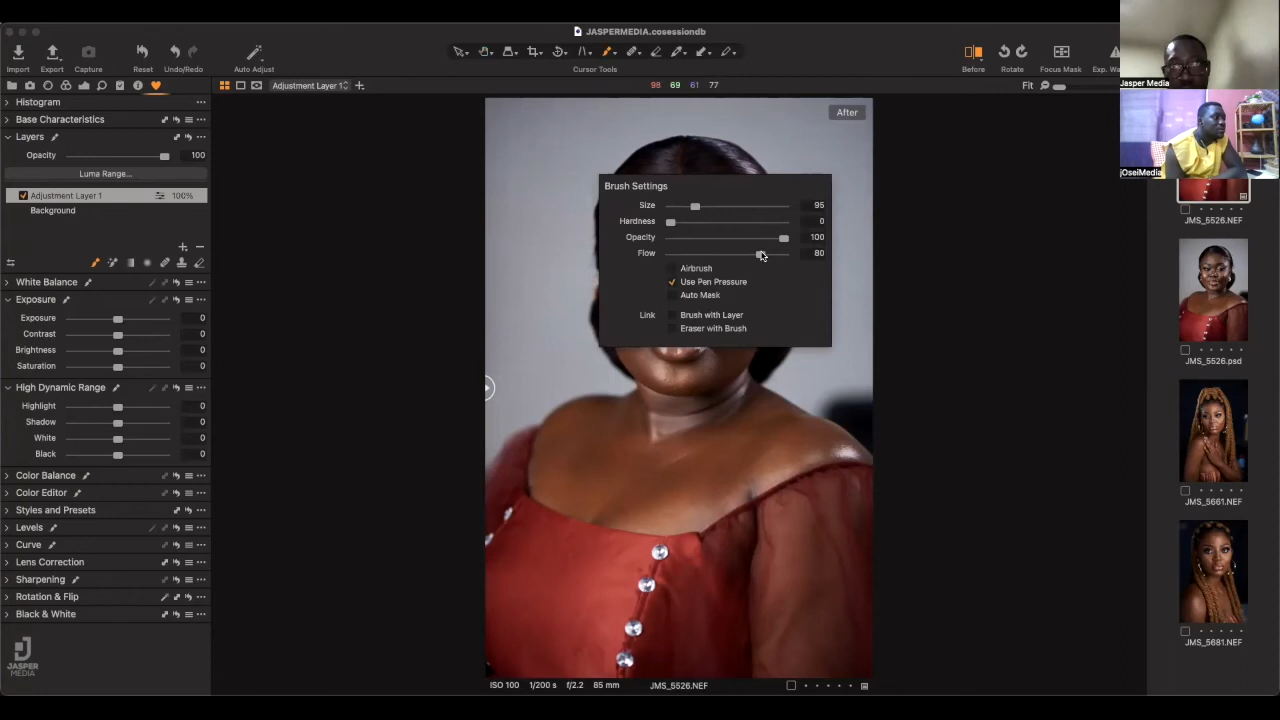 JASPERMEDIA.cosessiondb
Import Export Capture Reset Undo/Redo Auto Adjust Cursor Tools Before Rotate Focus Mask Exp. Wa
Adjustment Layer 1 98 69 61 77 Fit
Jasper Media
jOseiMedia
Histogram
Base Characteristics
Layers
Opacity 100
Luma Range...
Adjustment Layer 1 100%
Background
White Balance
Exposure
Exposure 0
Contrast 0
Brightness 0
Saturation 0
High Dynamic Range
Highlight 0
Shadow 0
White 0
Black 0
Color Balance
Color Editor
Styles and Presets
Levels
Curve
Lens Correction
Sharpening
Rotation & Flip
Black & White
JASPER
MEDIA
After
Brush Settings
Size 95
Hardness 0
Opacity 100
Flow 80
Airbrush
Use Pen Pressure
Auto Mask
Link Brush with Layer
Eraser with Brush
ISO 100 1/200 s f/2.2 85 mm JMS_5526.NEF
JMS_5526.NEF
JMS_5526.psd
JMS_5661.NEF
JMS_5681.NEF